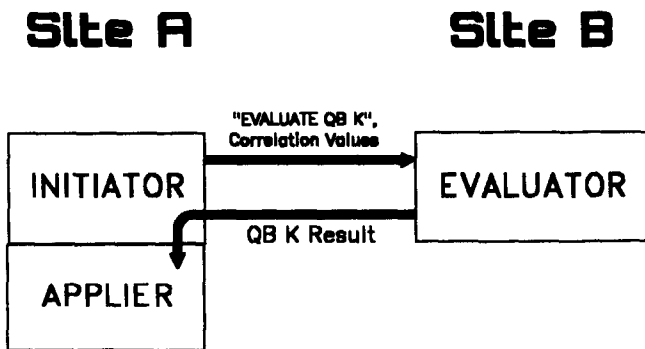 Site A
Site B
"EVALUATE QB K",
Correlation Values
INITIATOR
EVALUATOR
QB K Result
APPLIER